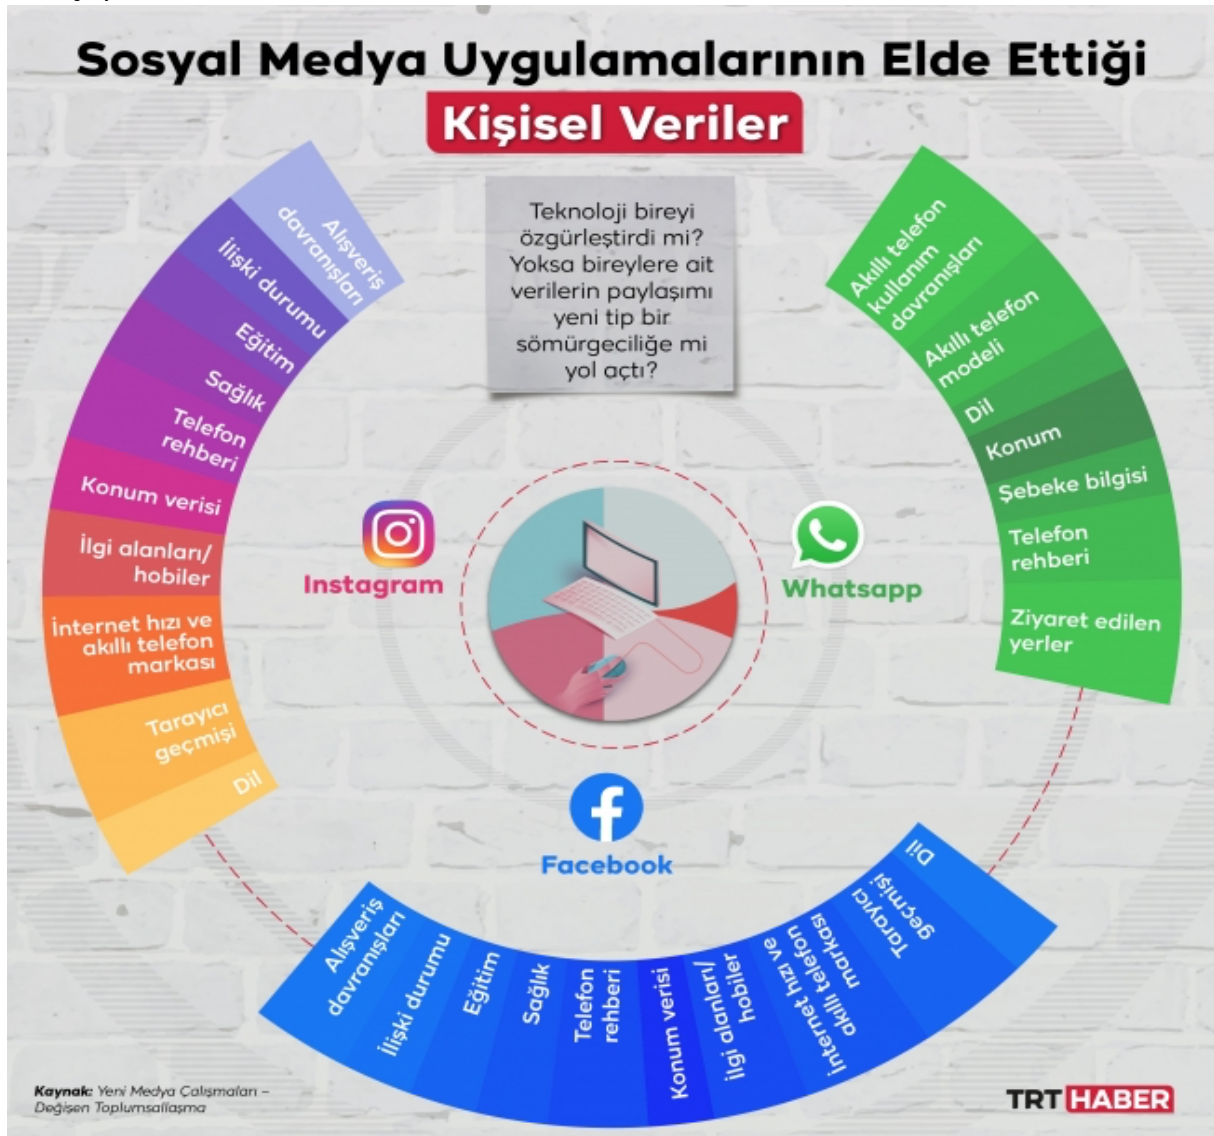 Sosyal Medya Uygulamalarının Elde Ettiği
Kişisel Veriler
Teknoloji bireyi
özgürleştirdi mi?
Yoksa bireylere ait
verilerin paylaşımı
yeni tip bir
sömürgeciliğe mi
yol açtı?
Alışveriş
davranışları
İlişki durumu
Eğitim
Sağlık
Telefon
rehberi
Konum verisi
İlgi alanları/
hobiler
İnternet hızı ve
akıllı telefon
markası
Tarayıcı
geçmişi
Dil
Instagram
Akıllı telefon
kullanım
davranışları
Akıllı telefon
modeli
Dil
Konum
Şebeke bilgisi
Telefon
rehberi
Ziyaret edilen
yerler
Whatsapp
Facebook
Alışveriş
davranışları
İlişki durumu
Eğitim
Sağlık
Telefon
rehberi
Konum verisi
İlgi alanları/
hobiler
İnternet hızı ve
akıllı telefon
markası
Tarayıcı
geçmişi
Dil
Kaynak: Yeni Medya Çalışmaları –
Değişen Toplumsallaşma
TRT HABER